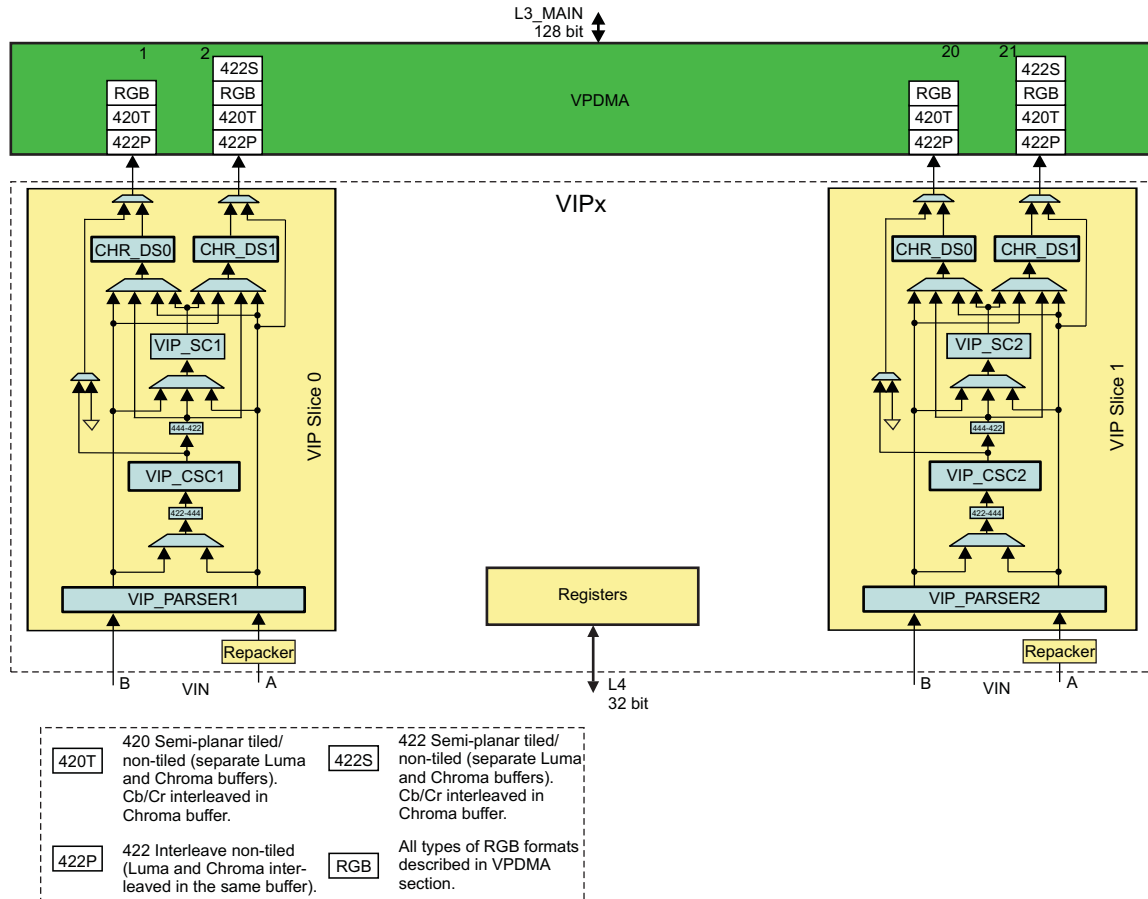 L3_MAIN
128 bit
1
2
20
21
422S
422S
RGB
RGB
RGB
RGB
VPDMA
420T
420T
420T
420T
422P
422P
422P
422P
VIPx
CHR_DS0
CHR_DS1
CHR_DS0
CHR_DS1
VIP_SC1
VIP_SC2
VIP Slice 0
VIP Slice 1
444-422
444-422
VIP_CSC1
VIP_CSC2
422-444
422-444
VIP_PARSER1
Registers
VIP_PARSER2
Repacker
Repacker
B
VIN
A
L4
32 bit
B
VIN
A
420T
420 Semi-planar tiled/
non-tiled (separate Luma
and Chroma buffers).
Cb/Cr interleaved in
Chroma buffer.
422S
422 Semi-planar tiled/
non-tiled (separate Luma
and Chroma buffers).
Cb/Cr interleaved in
Chroma buffer.
422P
422 Interleave non-tiled
(Luma and Chroma inter-
leaved in the same buffer).
RGB
All types of RGB formats
described in VPDMA
section.